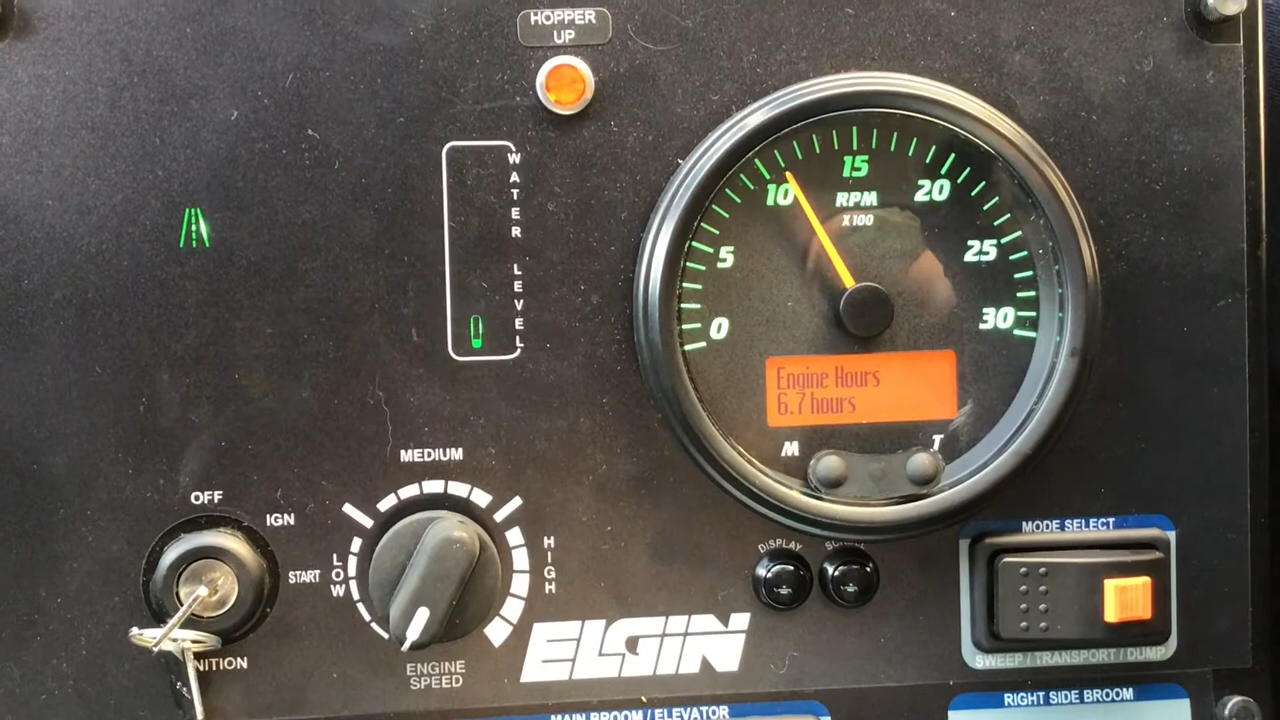 HOPPER
UP
WATER LEVEL
0
5
10
15
20
25
30
RPM
X100
Engine Hours
6.7 hours
M
T
OFF
IGN
START
NITION
LOW
MEDIUM
HIGH
ENGINE
SPEED
ELGIN
DISPLAY
MODE SELECT
SWEEP / TRANSPORT / DUMP
MAIN BROOM / ELEVATOR
RIGHT SIDE BROOM